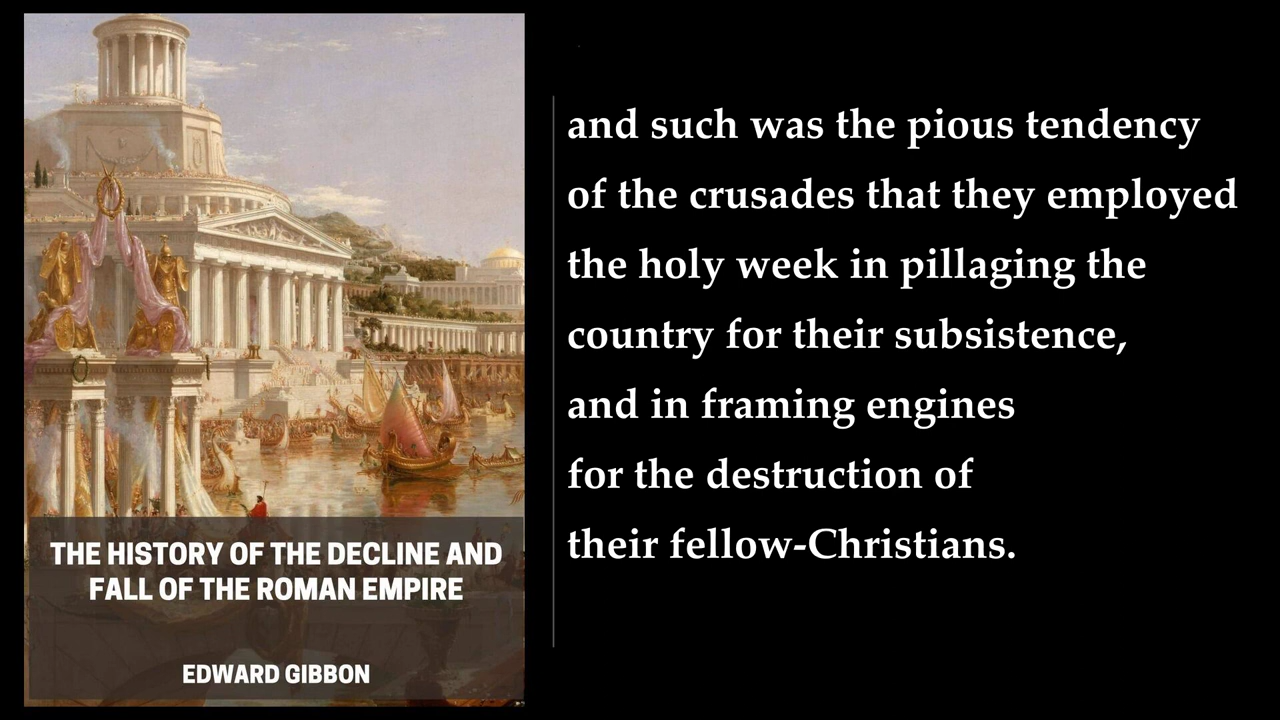 THE HISTORY OF THE DECLINE AND
FALL OF THE ROMAN EMPIRE
EDWARD GIBBON
and such was the pious tendency
of the crusades that they employed
the holy week in pillaging the
country for their subsistence,
and in framing engines
for the destruction of
their fellow-Christians.